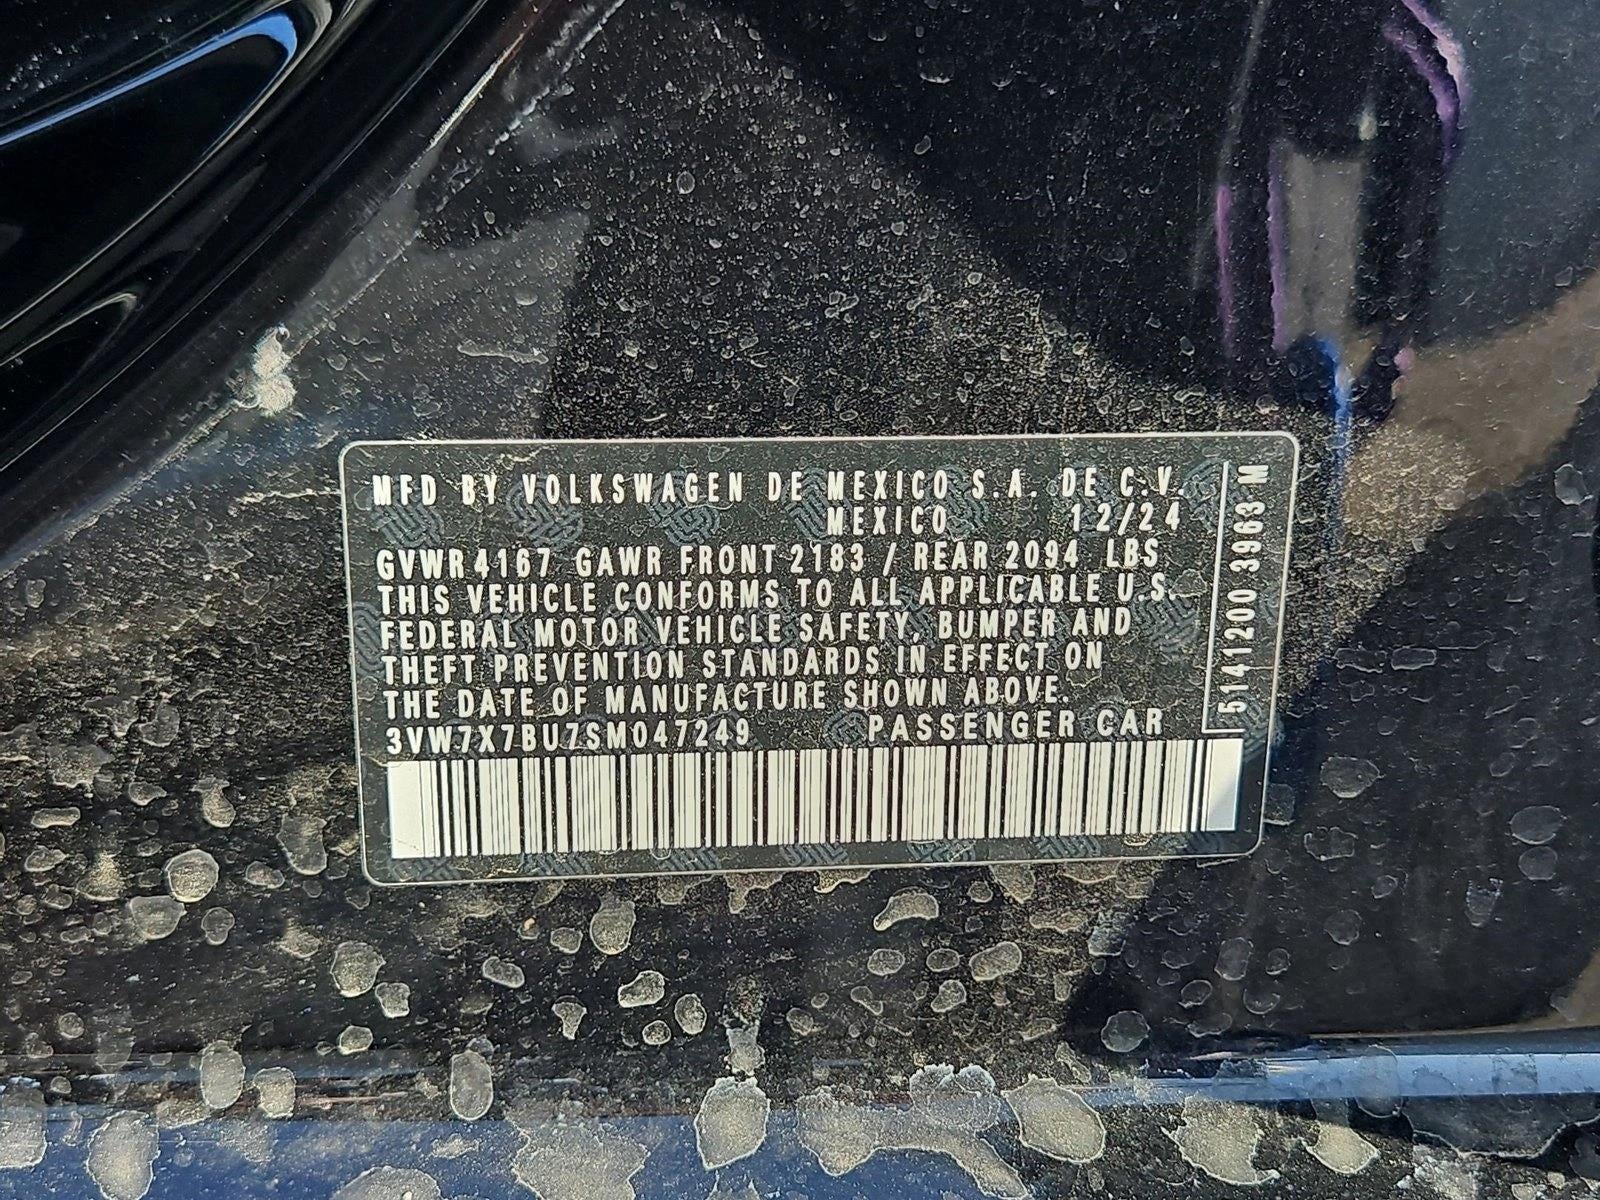 MFD BY VOLKSWAGEN DE MEXICO S.A. DE C.V.
MEXICO 12/24
GVWR 4167 GAWR FRONT 2183 / REAR 2094 LBS
THIS VEHICLE CONFORMS TO ALL APPLICABLE U.S.
FEDERAL MOTOR VEHICLE SAFETY, BUMPER AND
THEFT PREVENTION STANDARDS IN EFFECT ON
THE DATE OF MANUFACTURE SHOWN ABOVE.
3VW7X7BU7SM047249 PASSENGER CAR
5141200 3963 M